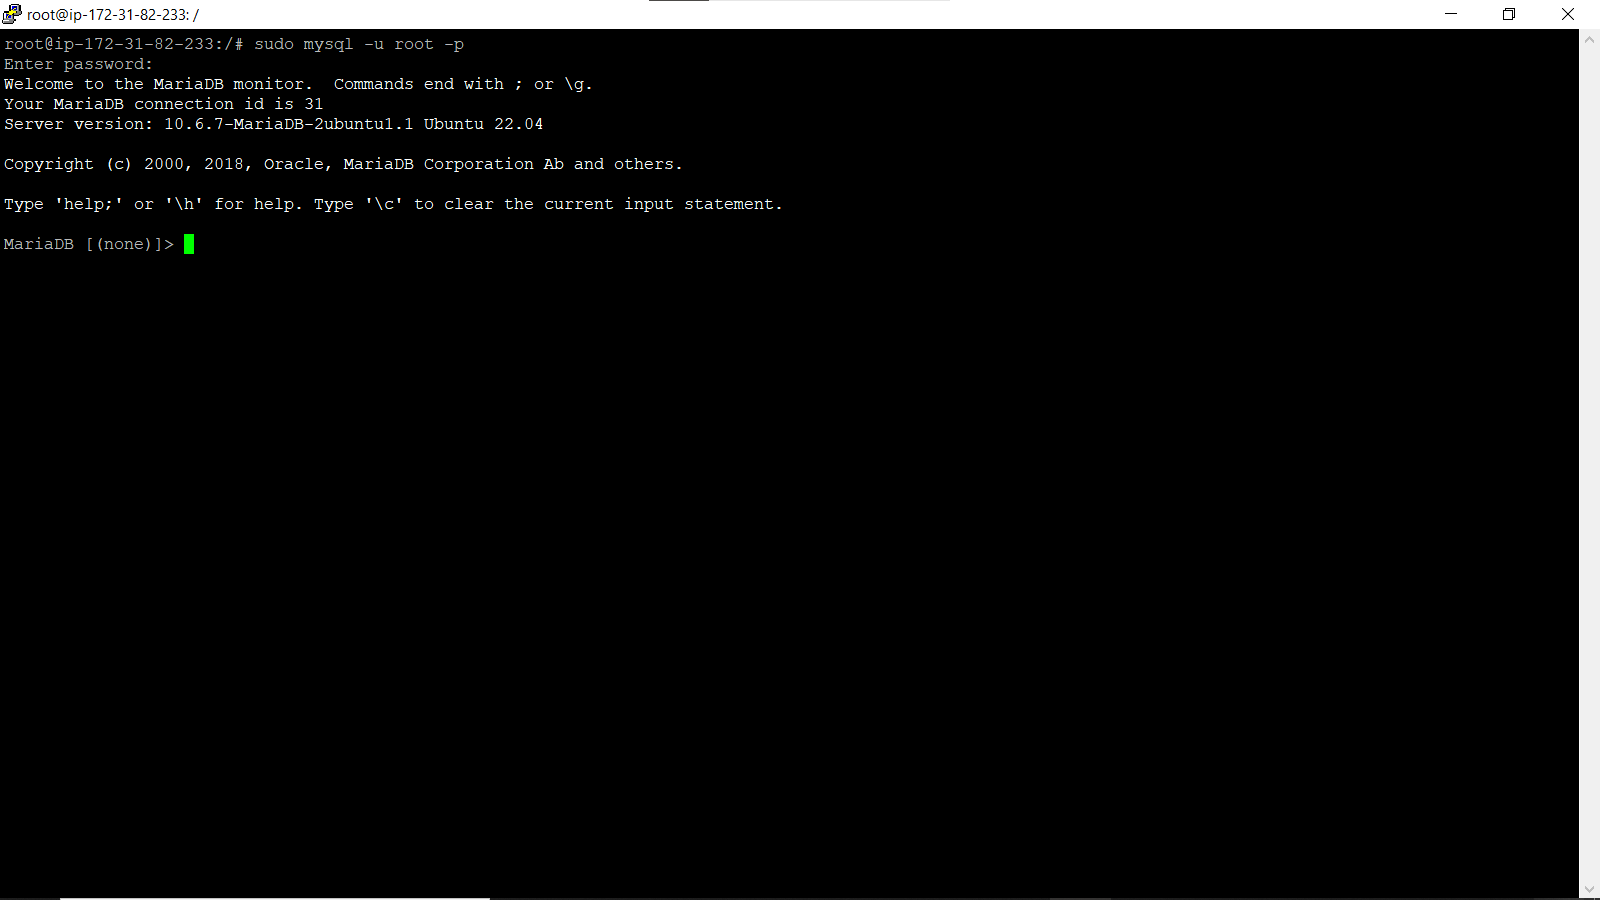 root@ip-172-31-82-233: /
root@ip-172-31-82-233:/# sudo mysql -u root -p
Enter password:
Welcome to the MariaDB monitor.  Commands end with ; or \g.
Your MariaDB connection id is 31
Server version: 10.6.7-MariaDB-2ubuntu1.1 Ubuntu 22.04
Copyright (c) 2000, 2018, Oracle, MariaDB Corporation Ab and others.
Type 'help;' or '\h' for help. Type '\c' to clear the current input statement.
MariaDB [(none)]>